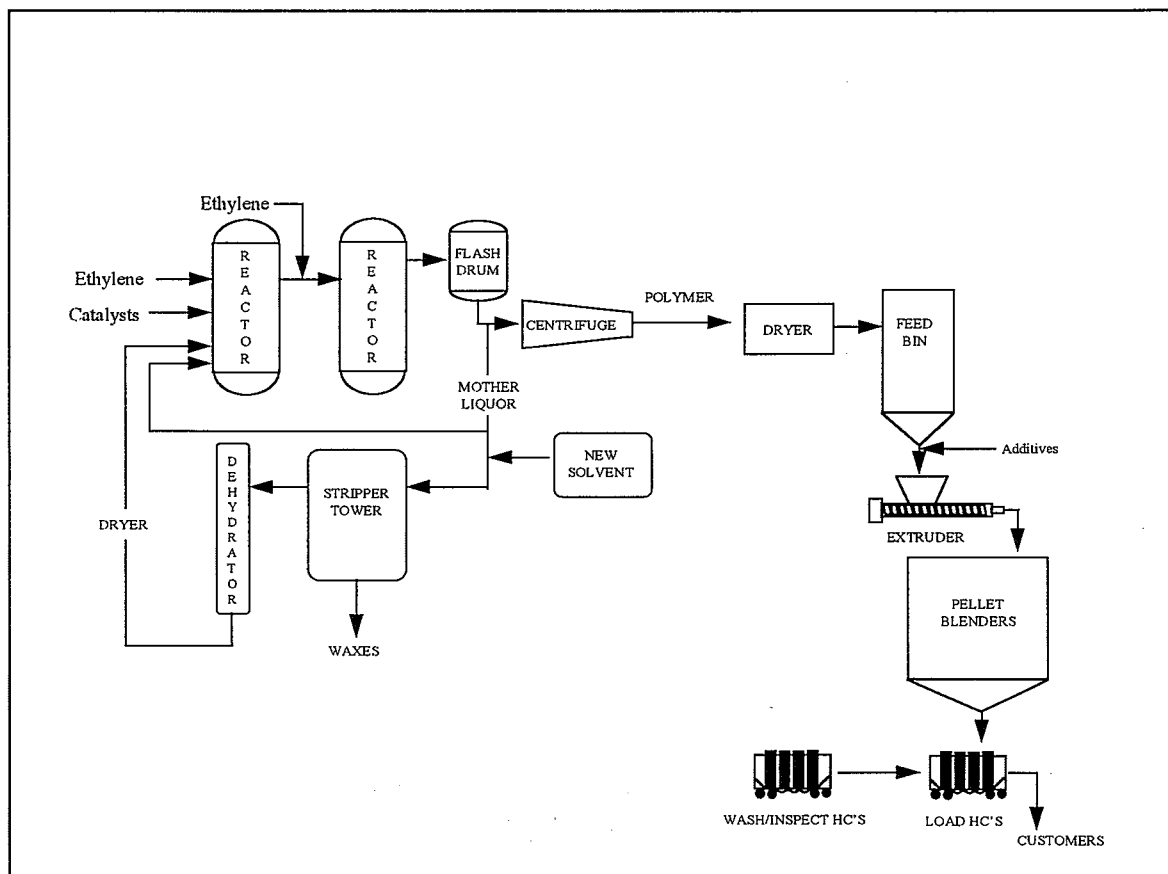 Ethylene
Ethylene
Catalysts
REACTOR
REACTOR
FLASH
DRUM
CENTRIFUGE
POLYMER
DRYER
FEED
BIN
MOTHER
LIQUOR
NEW
SOLVENT
STRIPPER
TOWER
DEHYDRATOR
DRYER
WAXES
Additives
EXTRUDER
PELLET
BLENDERS
WASH/INSPECT HC'S
LOAD HC'S
CUSTOMERS